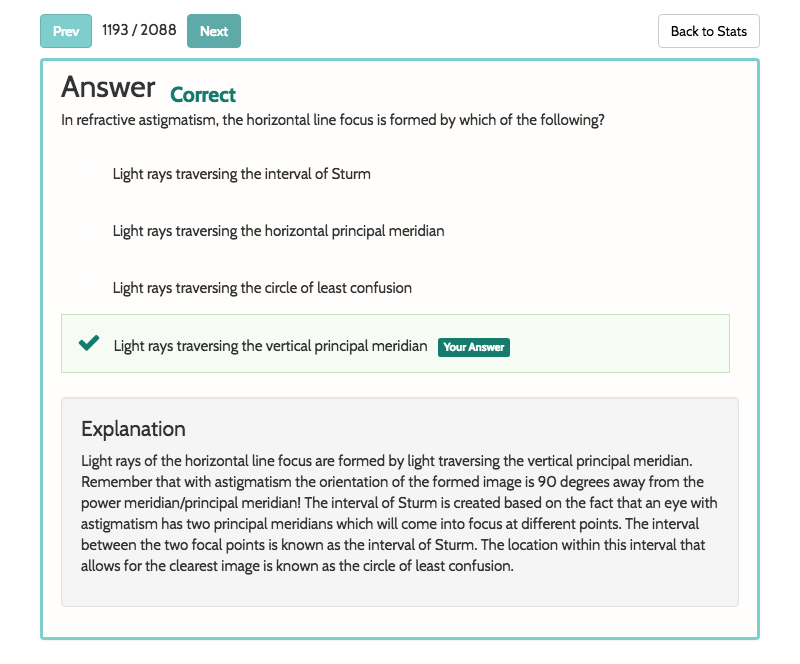 Prev 1193 / 2088 Next Back to Stats
Answer Correct
In refractive astigmatism, the horizontal line focus is formed by which of the following?
Light rays traversing the interval of Sturm
Light rays traversing the horizontal principal meridian
Light rays traversing the circle of least confusion
Light rays traversing the vertical principal meridian Your Answer
Explanation
Light rays of the horizontal line focus are formed by light traversing the vertical principal meridian.
Remember that with astigmatism the orientation of the formed image is 90 degrees away from the
power meridian/principal meridian! The interval of Sturm is created based on the fact that an eye with
astigmatism has two principal meridians which will come into focus at different points. The interval
between the two focal points is known as the interval of Sturm. The location within this interval that
allows for the clearest image is known as the circle of least confusion.